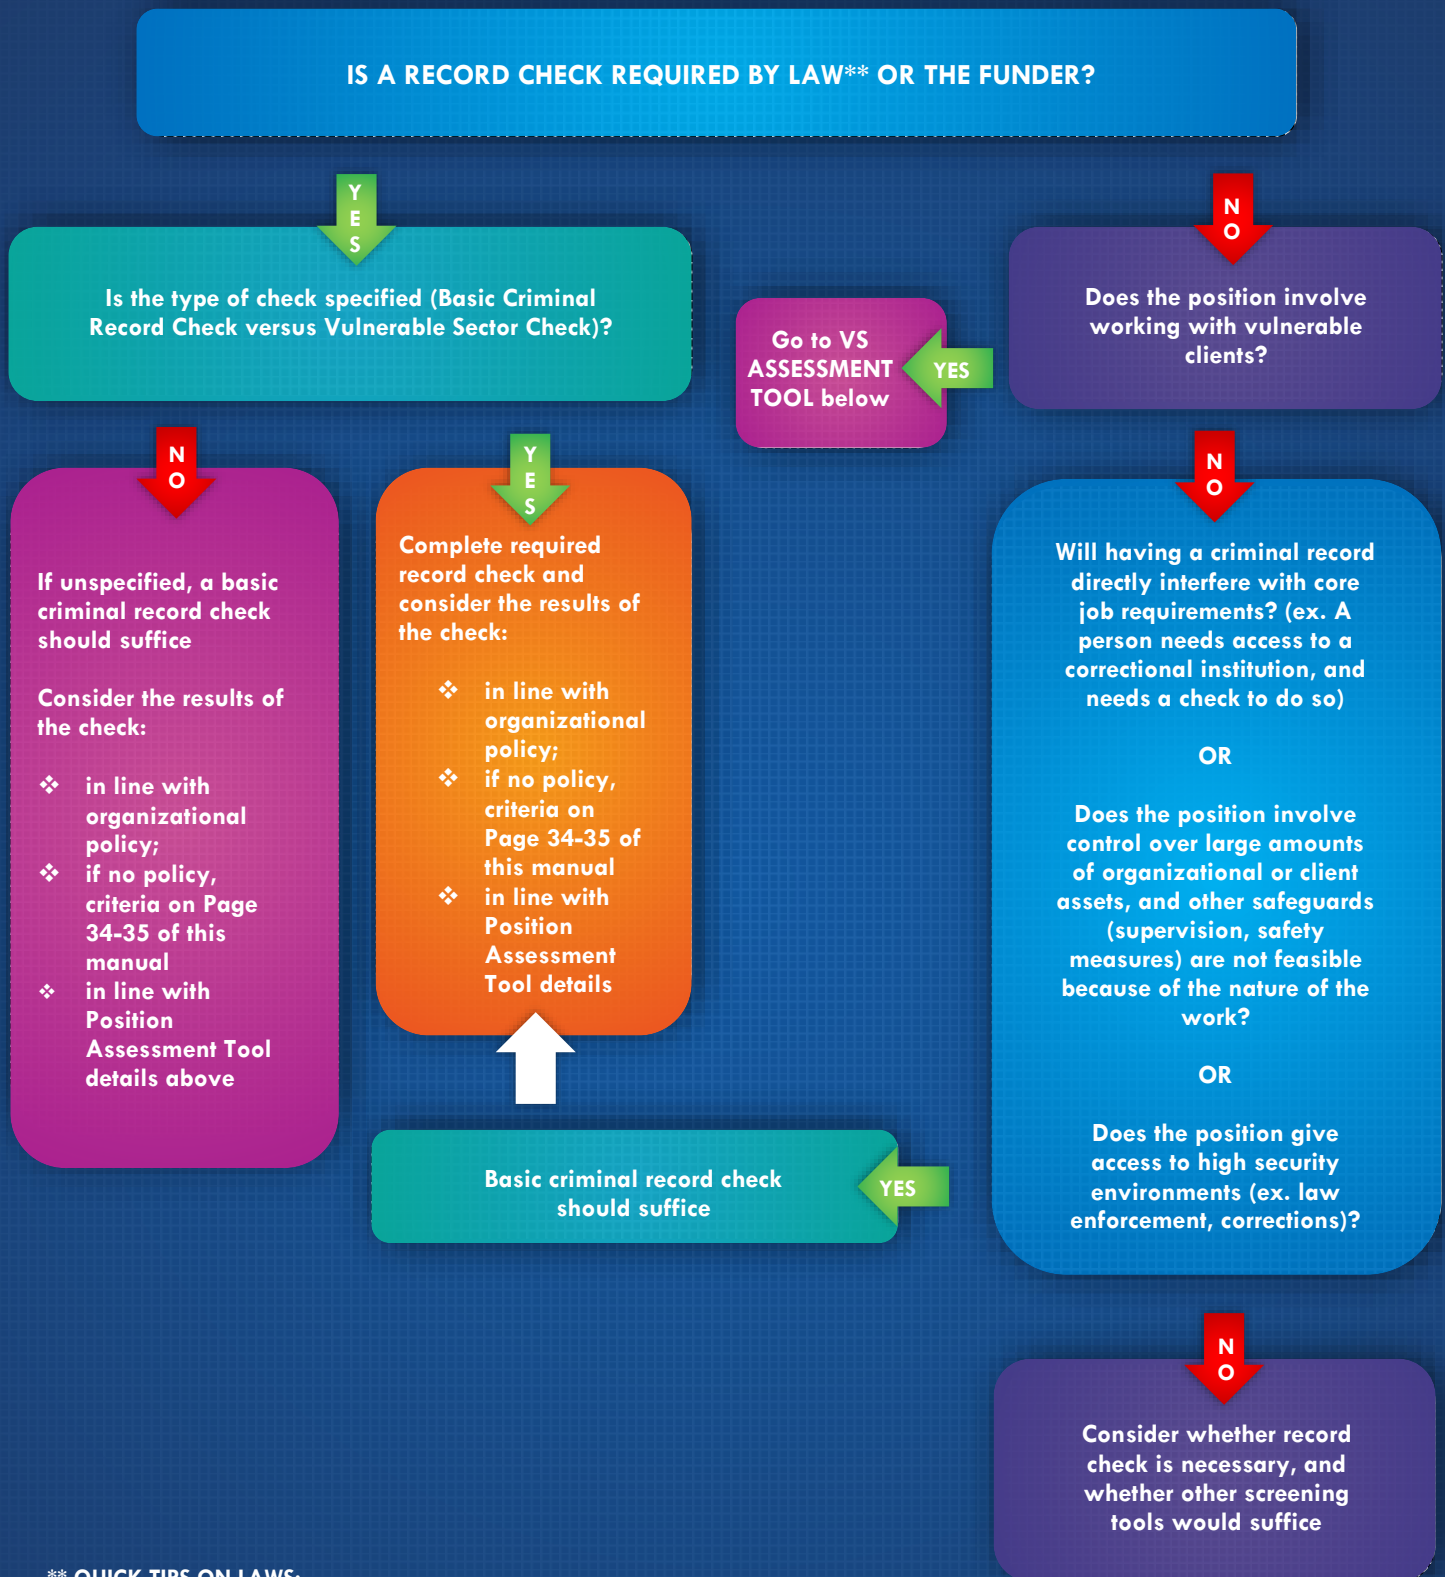 IS A RECORD CHECK REQUIRED BY LAW** OR THE FUNDER?
Y
E
S
N
O
Is the type of check specified (Basic Criminal
Record Check versus Vulnerable Sector Check)?
Go to VS
ASSESSMENT
TOOL below
YES
Does the position involve
working with vulnerable
clients?
N
O
If unspecified, a basic
criminal record check
should suffice
Consider the results of
the check:
❖ in line with
organizational
policy;
❖ if no policy,
criteria on Page
34-35 of this
manual
❖ in line with
Position
Assessment Tool
details above
Y
E
S
Complete required
record check and
consider the results of
the check:
❖ in line with
organizational
policy;
❖ if no policy,
criteria on
Page 34-35 of
this manual
❖ in line with
Position
Assessment
Tool details
N
O
Will having a criminal record
directly interfere with core
job requirements? (ex. A
person needs access to a
correctional institution, and
needs a check to do so)
OR
Does the position involve
control over large amounts
of organizational or client
assets, and other safeguards
(supervision, safety
measures) are not feasible
because of the nature of the
work?
OR
Does the position give
access to high security
environments (ex. law
enforcement, corrections)?
Basic criminal record check
should suffice
YES
N
O
Consider whether record
check is necessary, and
whether other screening
tools would suffice
** QUICK TIPS ON LAWS: